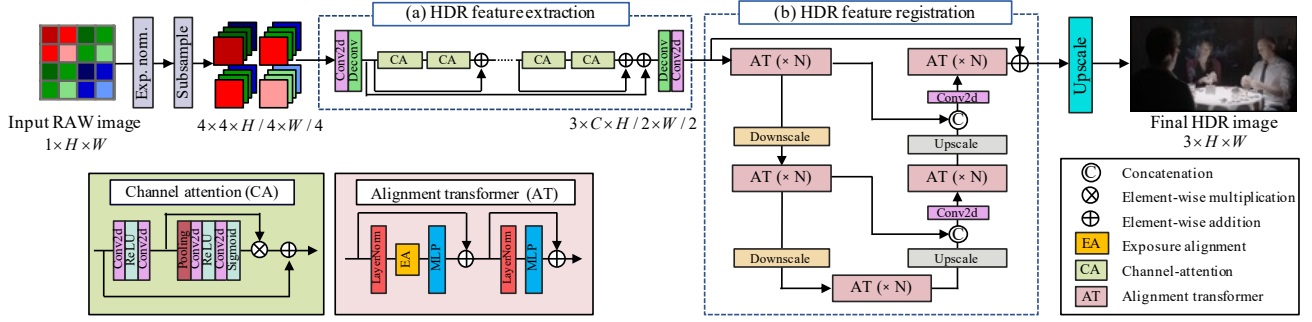 (a) HDR feature extraction
(b) HDR feature registration
Exp. norm.
Subsample
Conv2d
Deconv
CA
CA
CA
CA
Deconv
Conv2d
AT (× N)
AT (× N)
Upscale
Conv2d
C
Input RAW image
1×H×W
4×4×H / 4×W / 4
3×C×H / 2×W / 2
Downscale
Upscale
Final HDR image
3×H×W
AT (× N)
AT (× N)
Conv2d
C
Downscale
Upscale
AT (× N)
Channel attention (CA)
Conv2d
ReLU
Conv2d
Pooling
Conv2d
ReLU
Conv2d
Sigmoid
Alignment transformer (AT)
LayerNorm
EA
MLP
LayerNorm
MLP
C Concatenation
Element-wise multiplication
Element-wise addition
EA Exposure alignment
CA Channel-attention
AT Alignment transformer